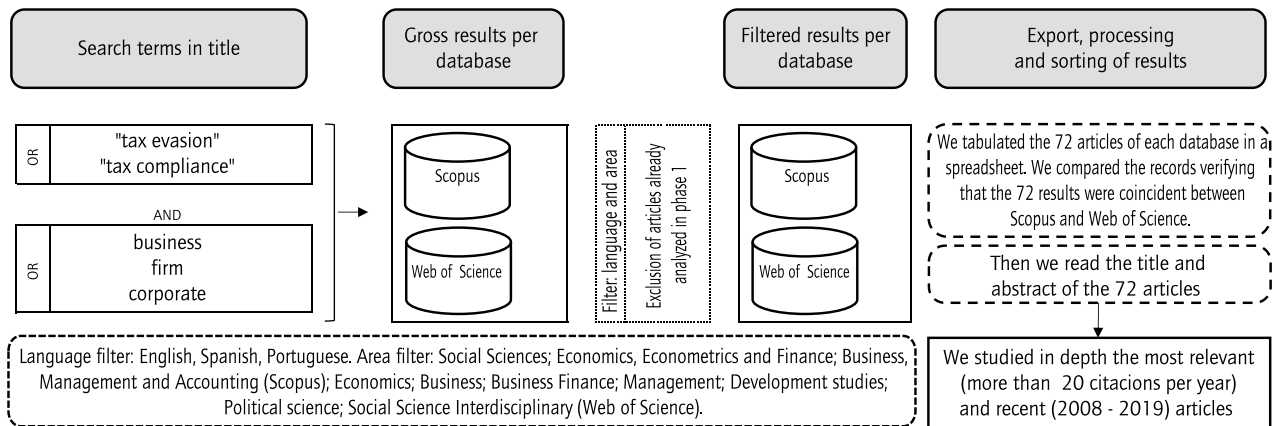 Search terms in title
Gross results per
database
Filtered results per
database
Export, processing
and sorting of results
OR
"tax evasion"
"tax compliance"
AND
OR
business
firm
corporate
Scopus
Web of Science
Filter: language and area
Exclusion of articles already
analyzed in phase 1
Scopus
Web of Science
We tabulated the 72 articles of each database in a
spreadsheet. We compared the records verifying
that the 72 results were coincident between
Scopus and Web of Science.
Then we read the title and
abstract of the 72 articles
We studied in depth the most relevant
(more than 20 citacions per year)
and recent (2008 - 2019) articles
Language filter: English, Spanish, Portuguese. Area filter: Social Sciences; Economics, Econometrics and Finance; Business,
Management and Accounting (Scopus); Economics; Business; Business Finance; Management; Development studies;
Political science; Social Science Interdisciplinary (Web of Science).